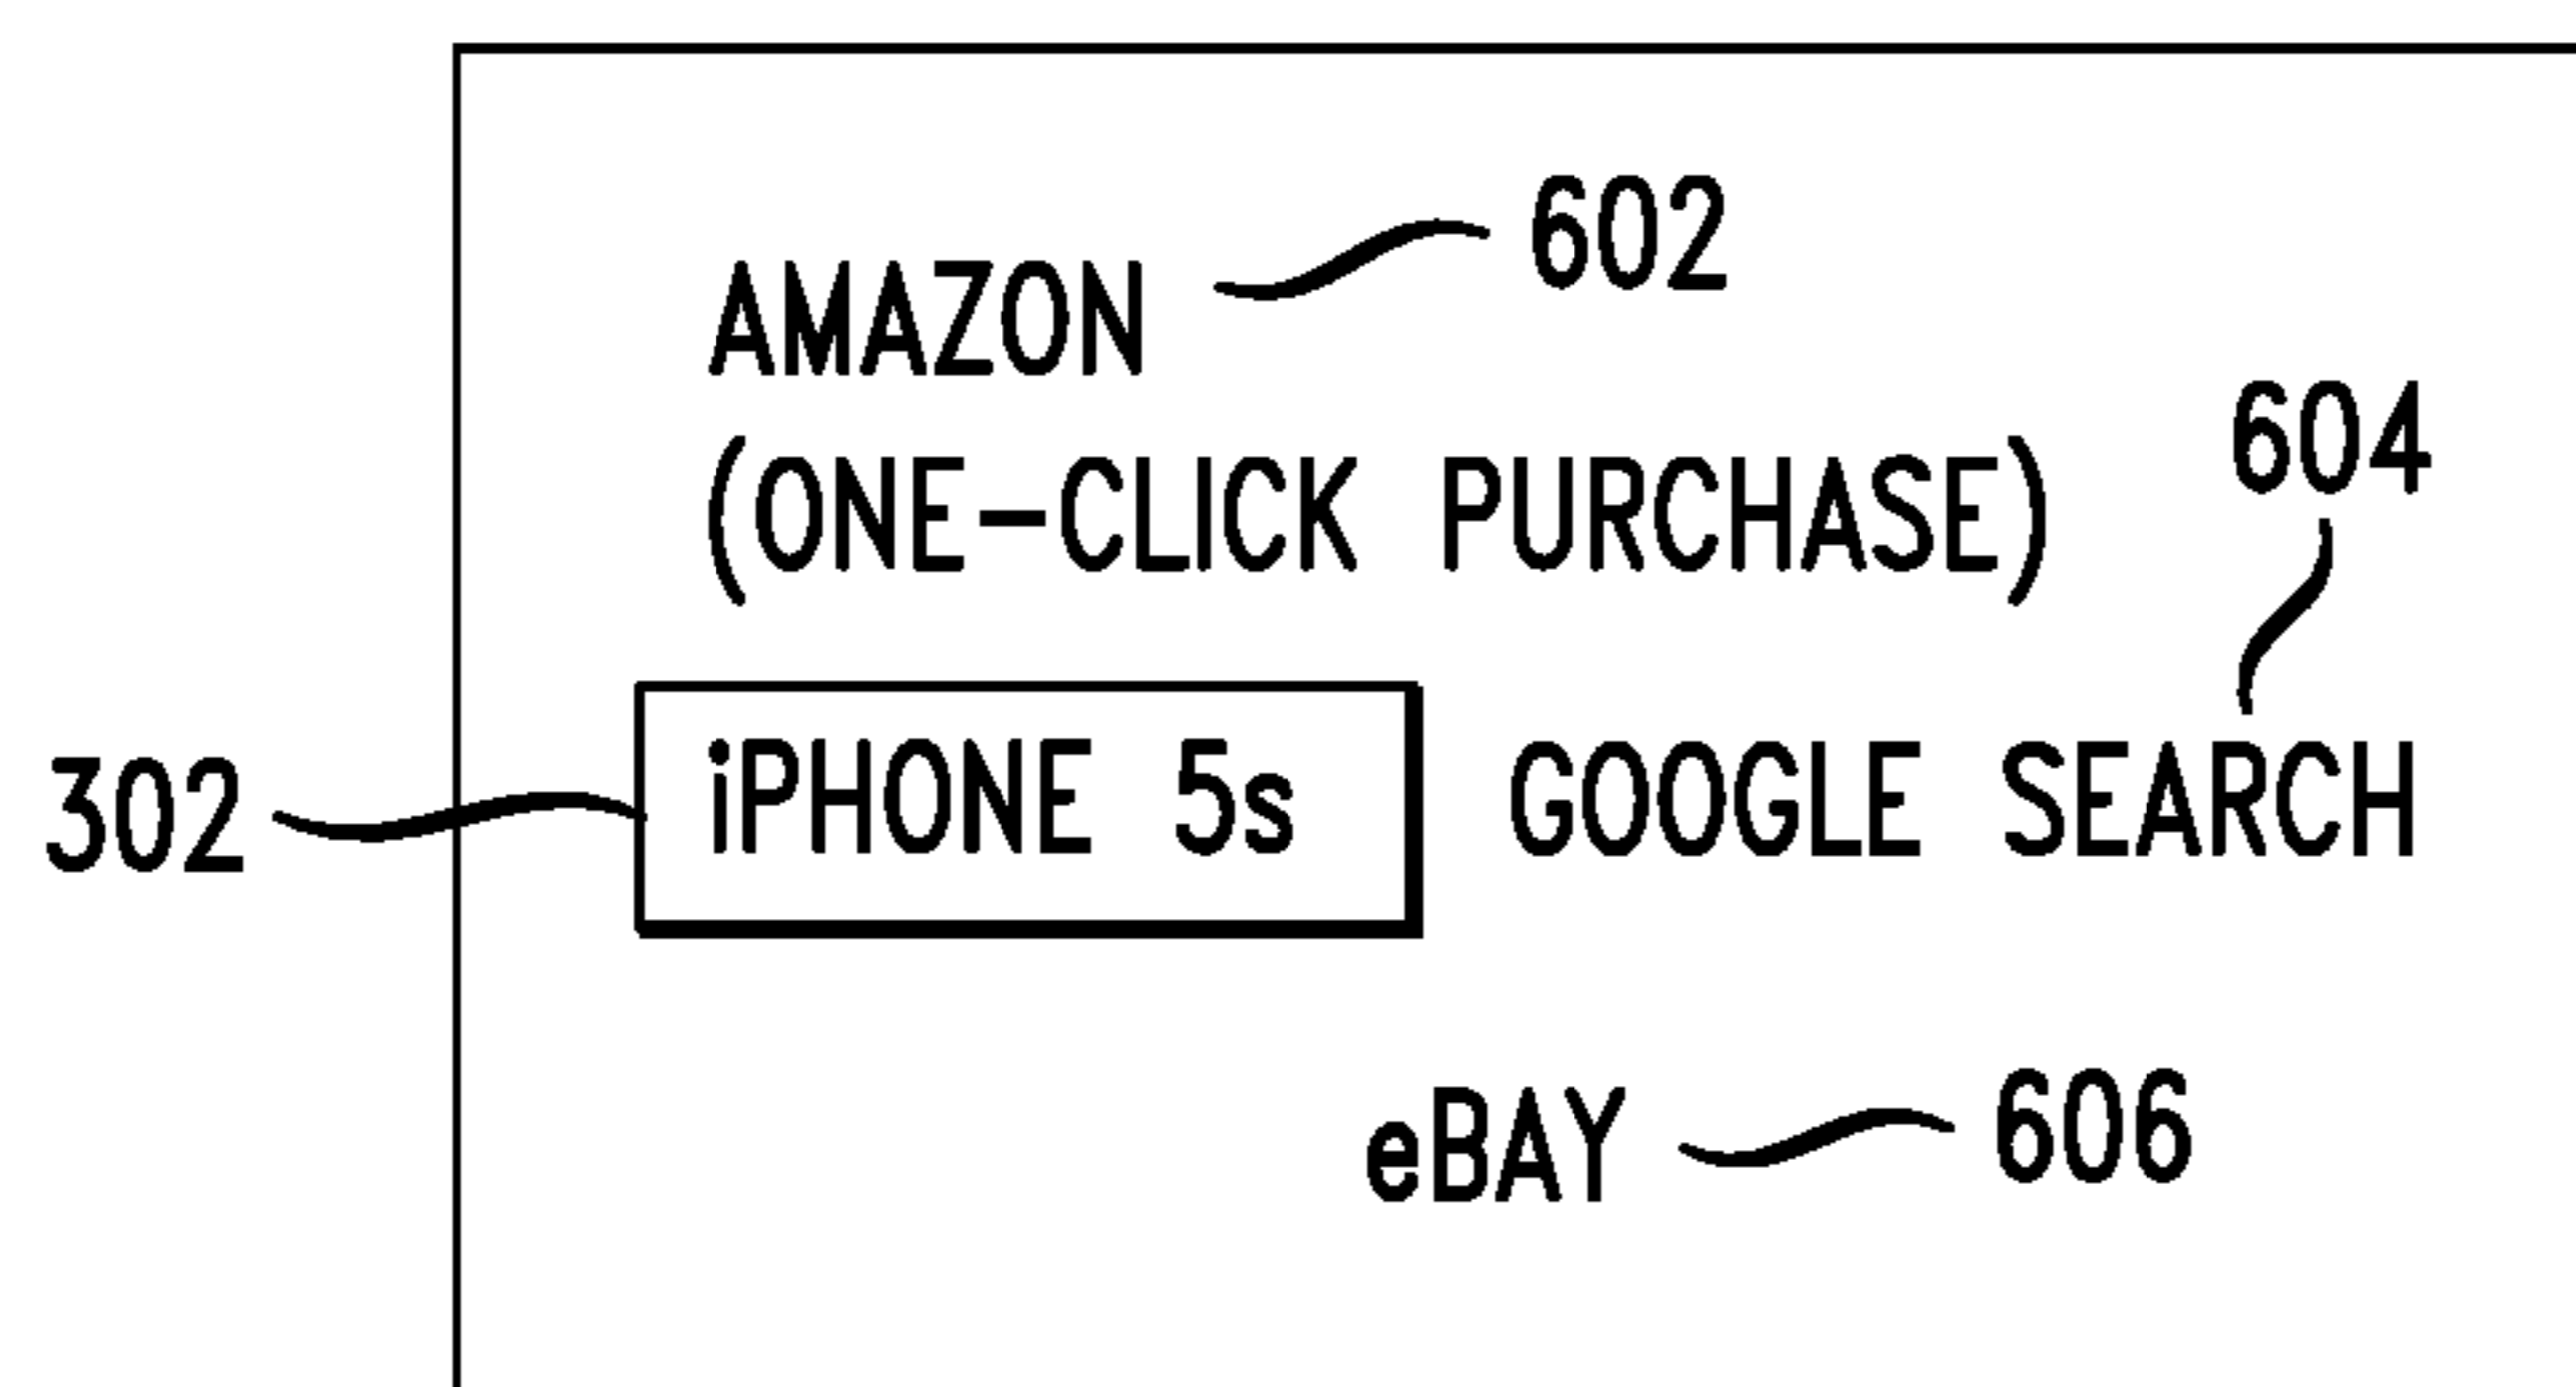 602
AMAZON
604
(ONE-CLICK PURCHASE)
302
iPHONE 5s
GOOGLE SEARCH
eBAY
606